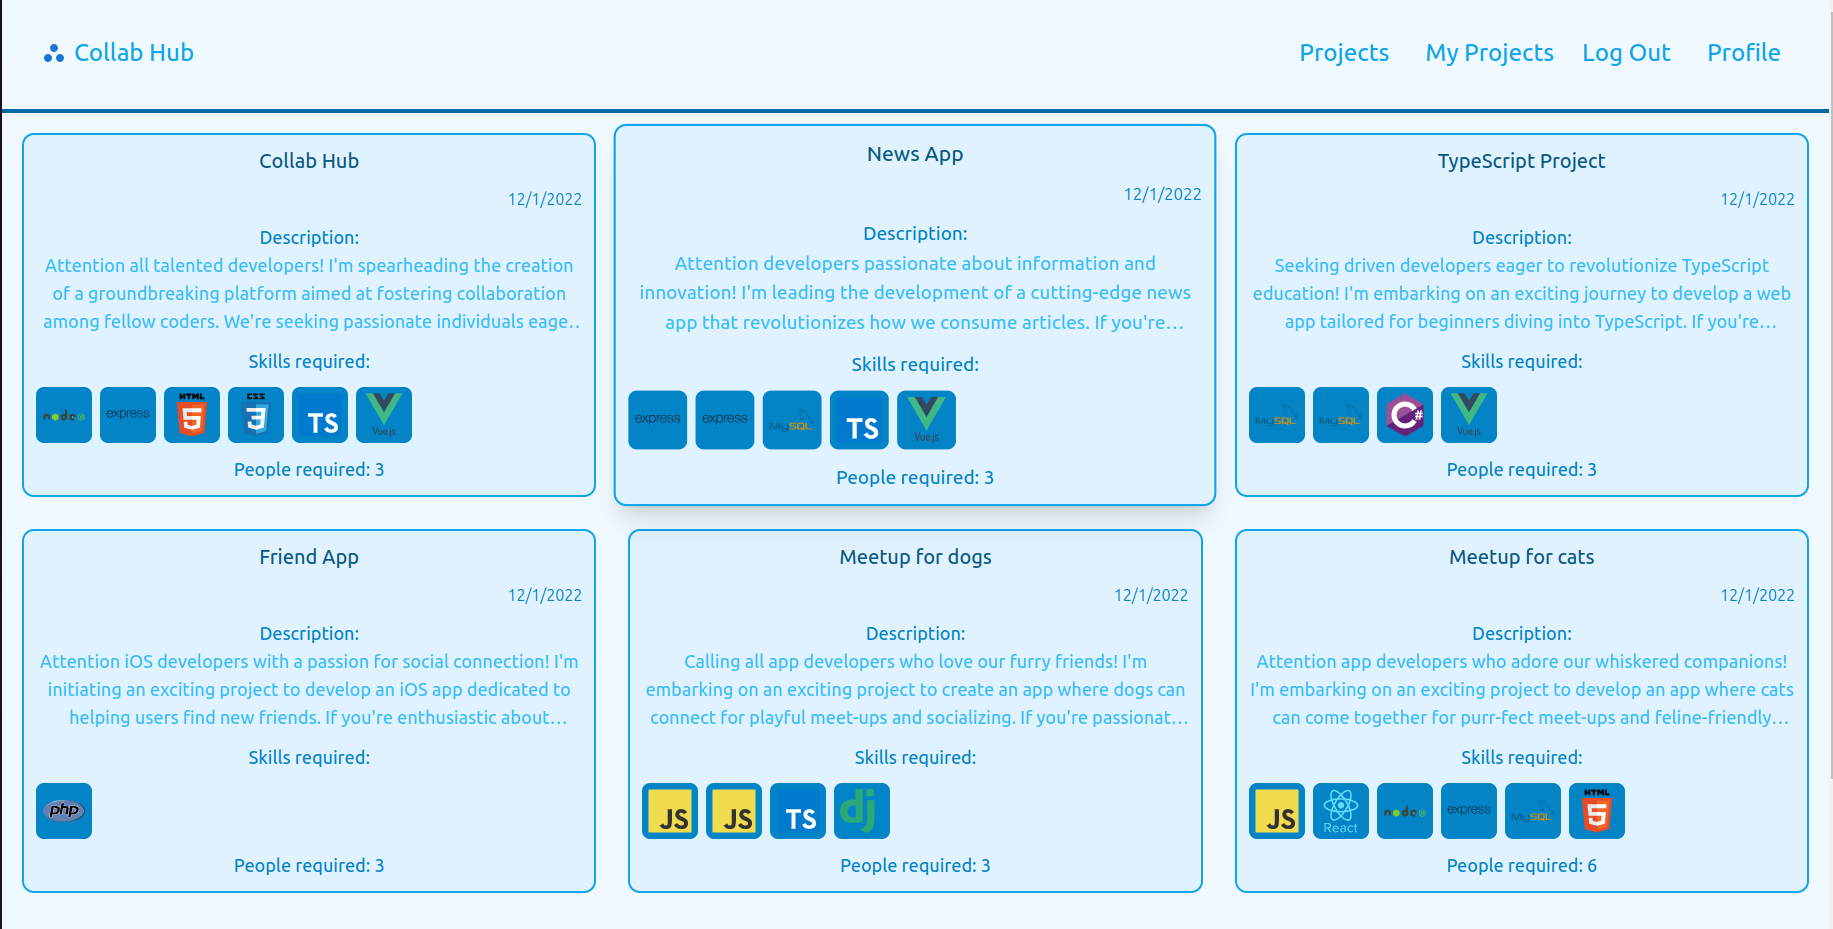 Collab Hub
Projects
My Projects
Log Out
Profile
Collab Hub
12/1/2022
Description:
Attention all talented developers! I'm spearheading the creation
of a groundbreaking platform aimed at fostering collaboration
among fellow coders. We're seeking passionate individuals eage..
Skills required:
node
express
HTML
5
CSS
3
TS
Vue.js
People required: 3
News App
12/1/2022
Description:
Attention developers passionate about information and
innovation! I'm leading the development of a cutting-edge news
app that revolutionizes how we consume articles. If you're...
Skills required:
express
express
MySQL
TS
Vue.js
People required: 3
TypeScript Project
12/1/2022
Description:
Seeking driven developers eager to revolutionize TypeScript
education! I'm embarking on an exciting journey to develop a web
app tailored for beginners diving into TypeScript. If you're...
Skills required:
MySQL
MySQL
C#
Vue.js
People required: 3
Friend App
12/1/2022
Description:
Attention iOS developers with a passion for social connection! I'm
initiating an exciting project to develop an iOS app dedicated to
helping users find new friends. If you're enthusiastic about...
Skills required:
php
People required: 3
Meetup for dogs
12/1/2022
Description:
Calling all app developers who love our furry friends! I'm
embarking on an exciting project to create an app where dogs can
connect for playful meet-ups and socializing. If you're passionat...
Skills required:
JS
JS
TS
dj
People required: 3
Meetup for cats
12/1/2022
Description:
Attention app developers who adore our whiskered companions!
I'm embarking on an exciting project to develop an app where cats
can come together for purr-fect meet-ups and feline-friendly...
Skills required:
JS
React
node
express
MySQL
HTML
5
People required: 6